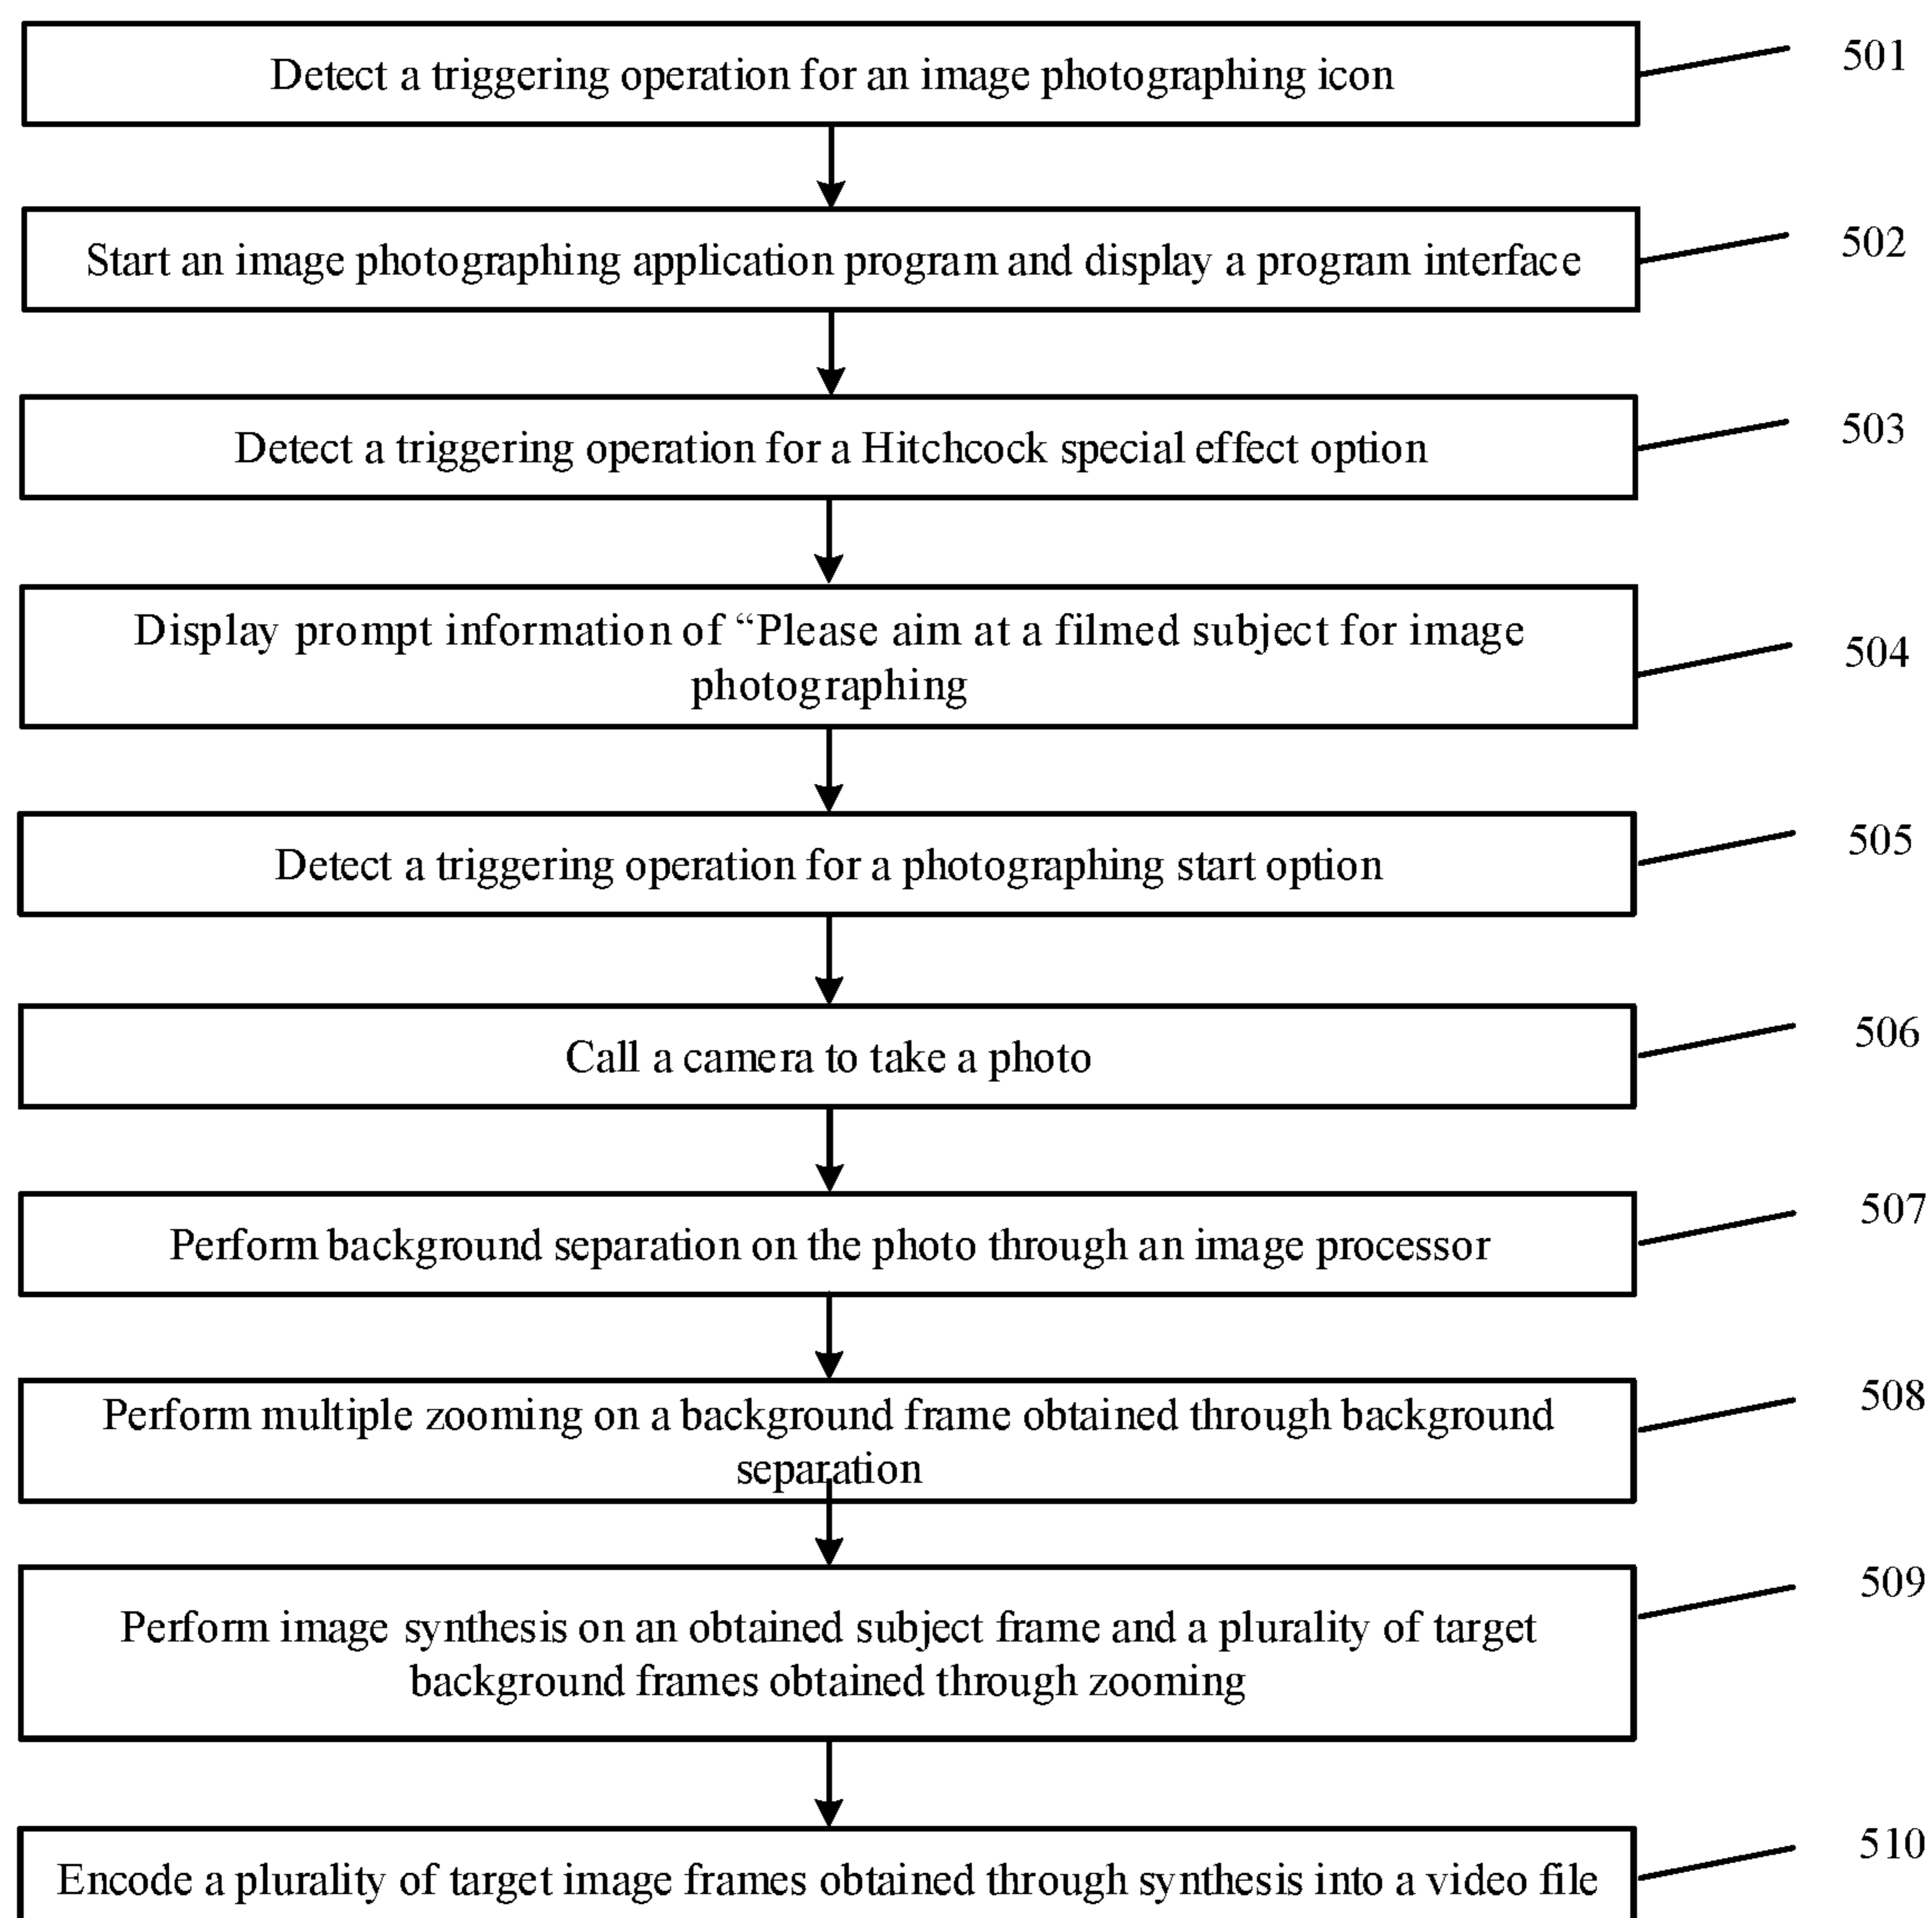 Detect a triggering operation for an image photographing icon
501
Start an image photographing application program and display a program interface
502
Detect a triggering operation for a Hitchcock special effect option
503
Display prompt information of “Please aim at a filmed subject for image
photographing
504
Detect a triggering operation for a photographing start option
505
Call a camera to take a photo
506
Perform background separation on the photo through an image processor
507
Perform multiple zooming on a background frame obtained through background
separation
508
Perform image synthesis on an obtained subject frame and a plurality of target
background frames obtained through zooming
509
Encode a plurality of target image frames obtained through synthesis into a video file
510